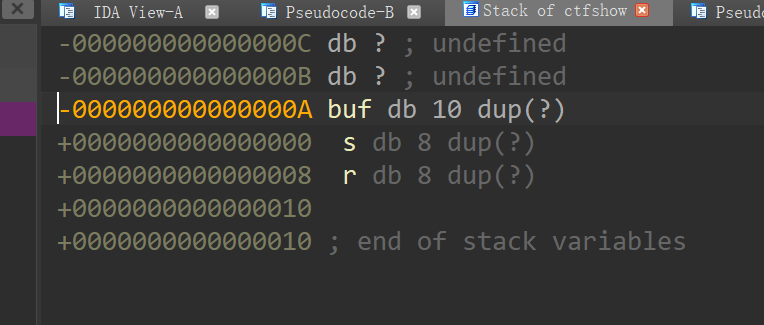 IDA View-A Pseudocode-B Stack of ctfshow Pseudo
-000000000000000C db ? ; undefined
-000000000000000B db ? ; undefined
-000000000000000A buf db 10 dup(?)
+0000000000000000 s db 8 dup(?)
+0000000000000008 r db 8 dup(?)
+0000000000000010
+0000000000000010 ; end of stack variables